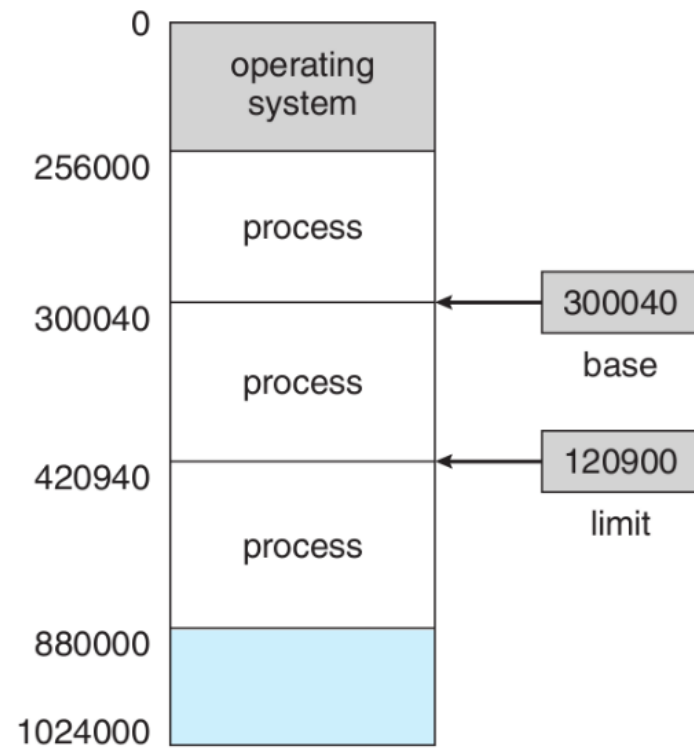 0
operating
system
256000
process
300040
300040
base
process
120900
420940
limit
process
880000
1024000